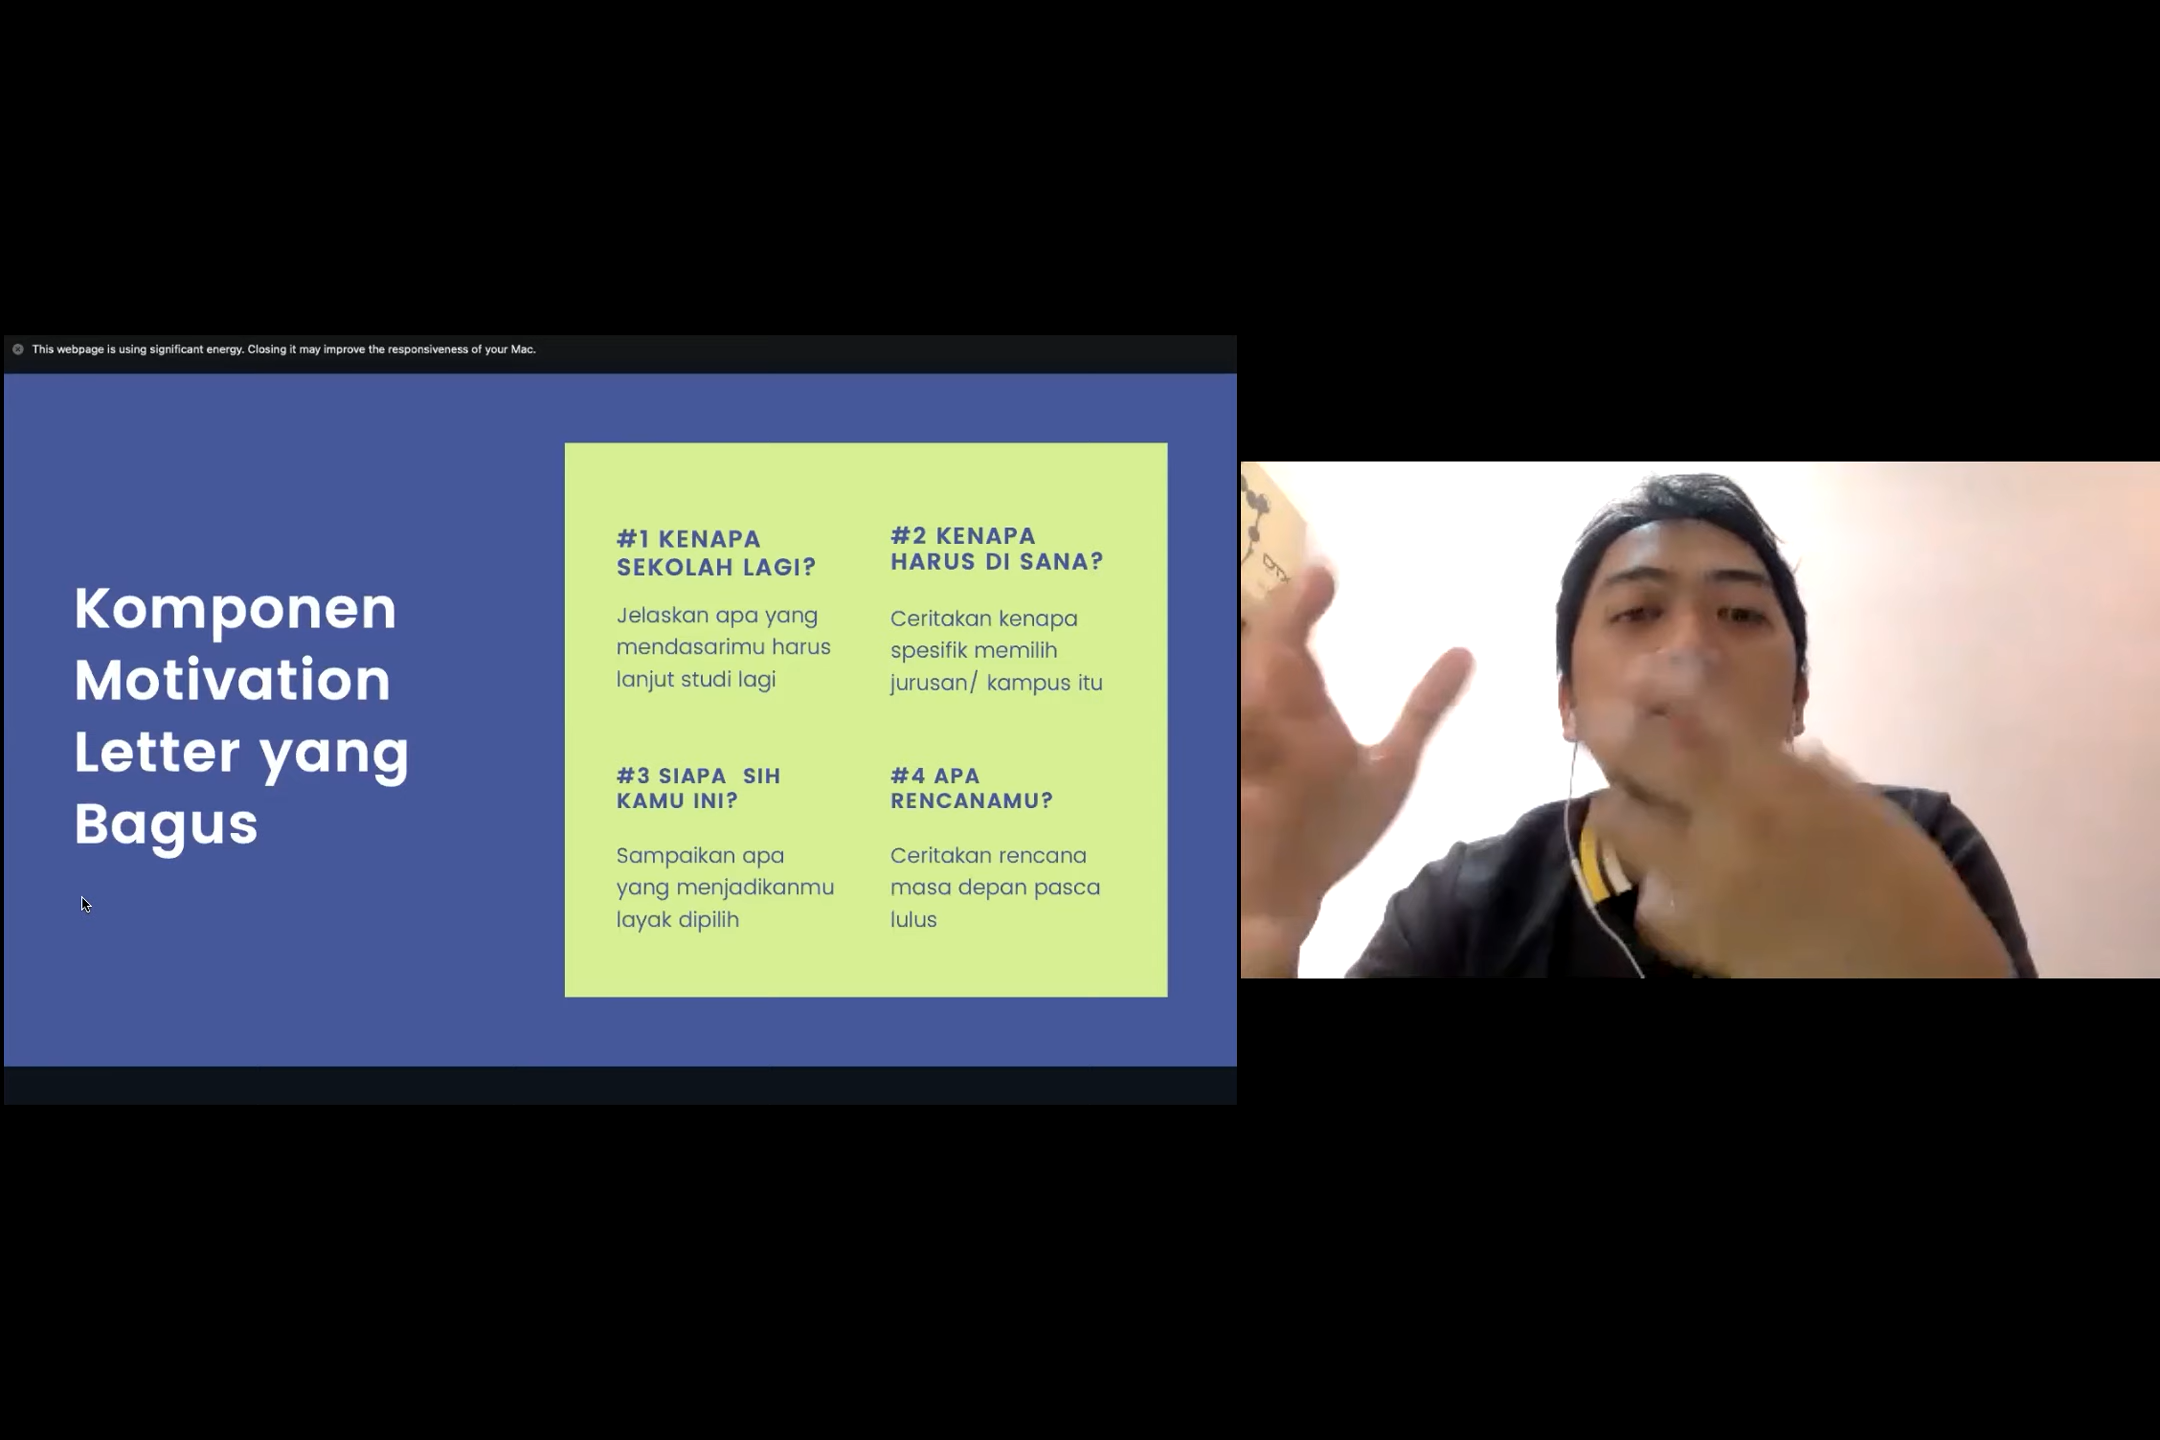 This webpage is using significant energy. Closing it may improve the responsiveness of your Mac.
Komponen
Motivation
Letter yang
Bagus
#1 KENAPA
SEKOLAH LAGI?
Jelaskan apa yang
mendasarimu harus
lanjut studi lagi
#2 KENAPA
HARUS DI SANA?
Ceritakan kenapa
spesifik memilih
jurusan/ kampus itu
#3 SIAPA  SIH
KAMU INI?
Sampaikan apa
yang menjadikanmu
layak dipilih
#4 APA
RENCANAMU?
Ceritakan rencana
masa depan pasca
lulus